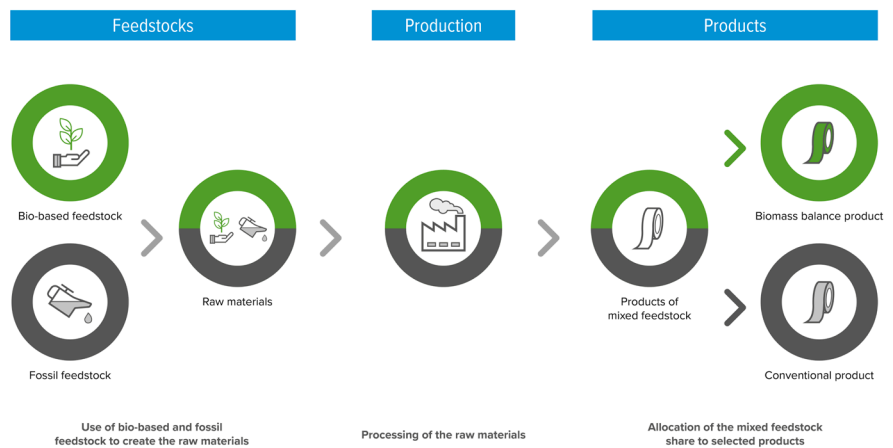 Feedstocks
Production
Products
Bio-based feedstock
Biomass balance product
Raw materials
Products of
mixed feedstock
Fossil feedstock
Conventional product
Use of bio-based and fossil
feedstock to create the raw materials
Processing of the raw materials
Allocation of the mixed feedstock
share to selected products